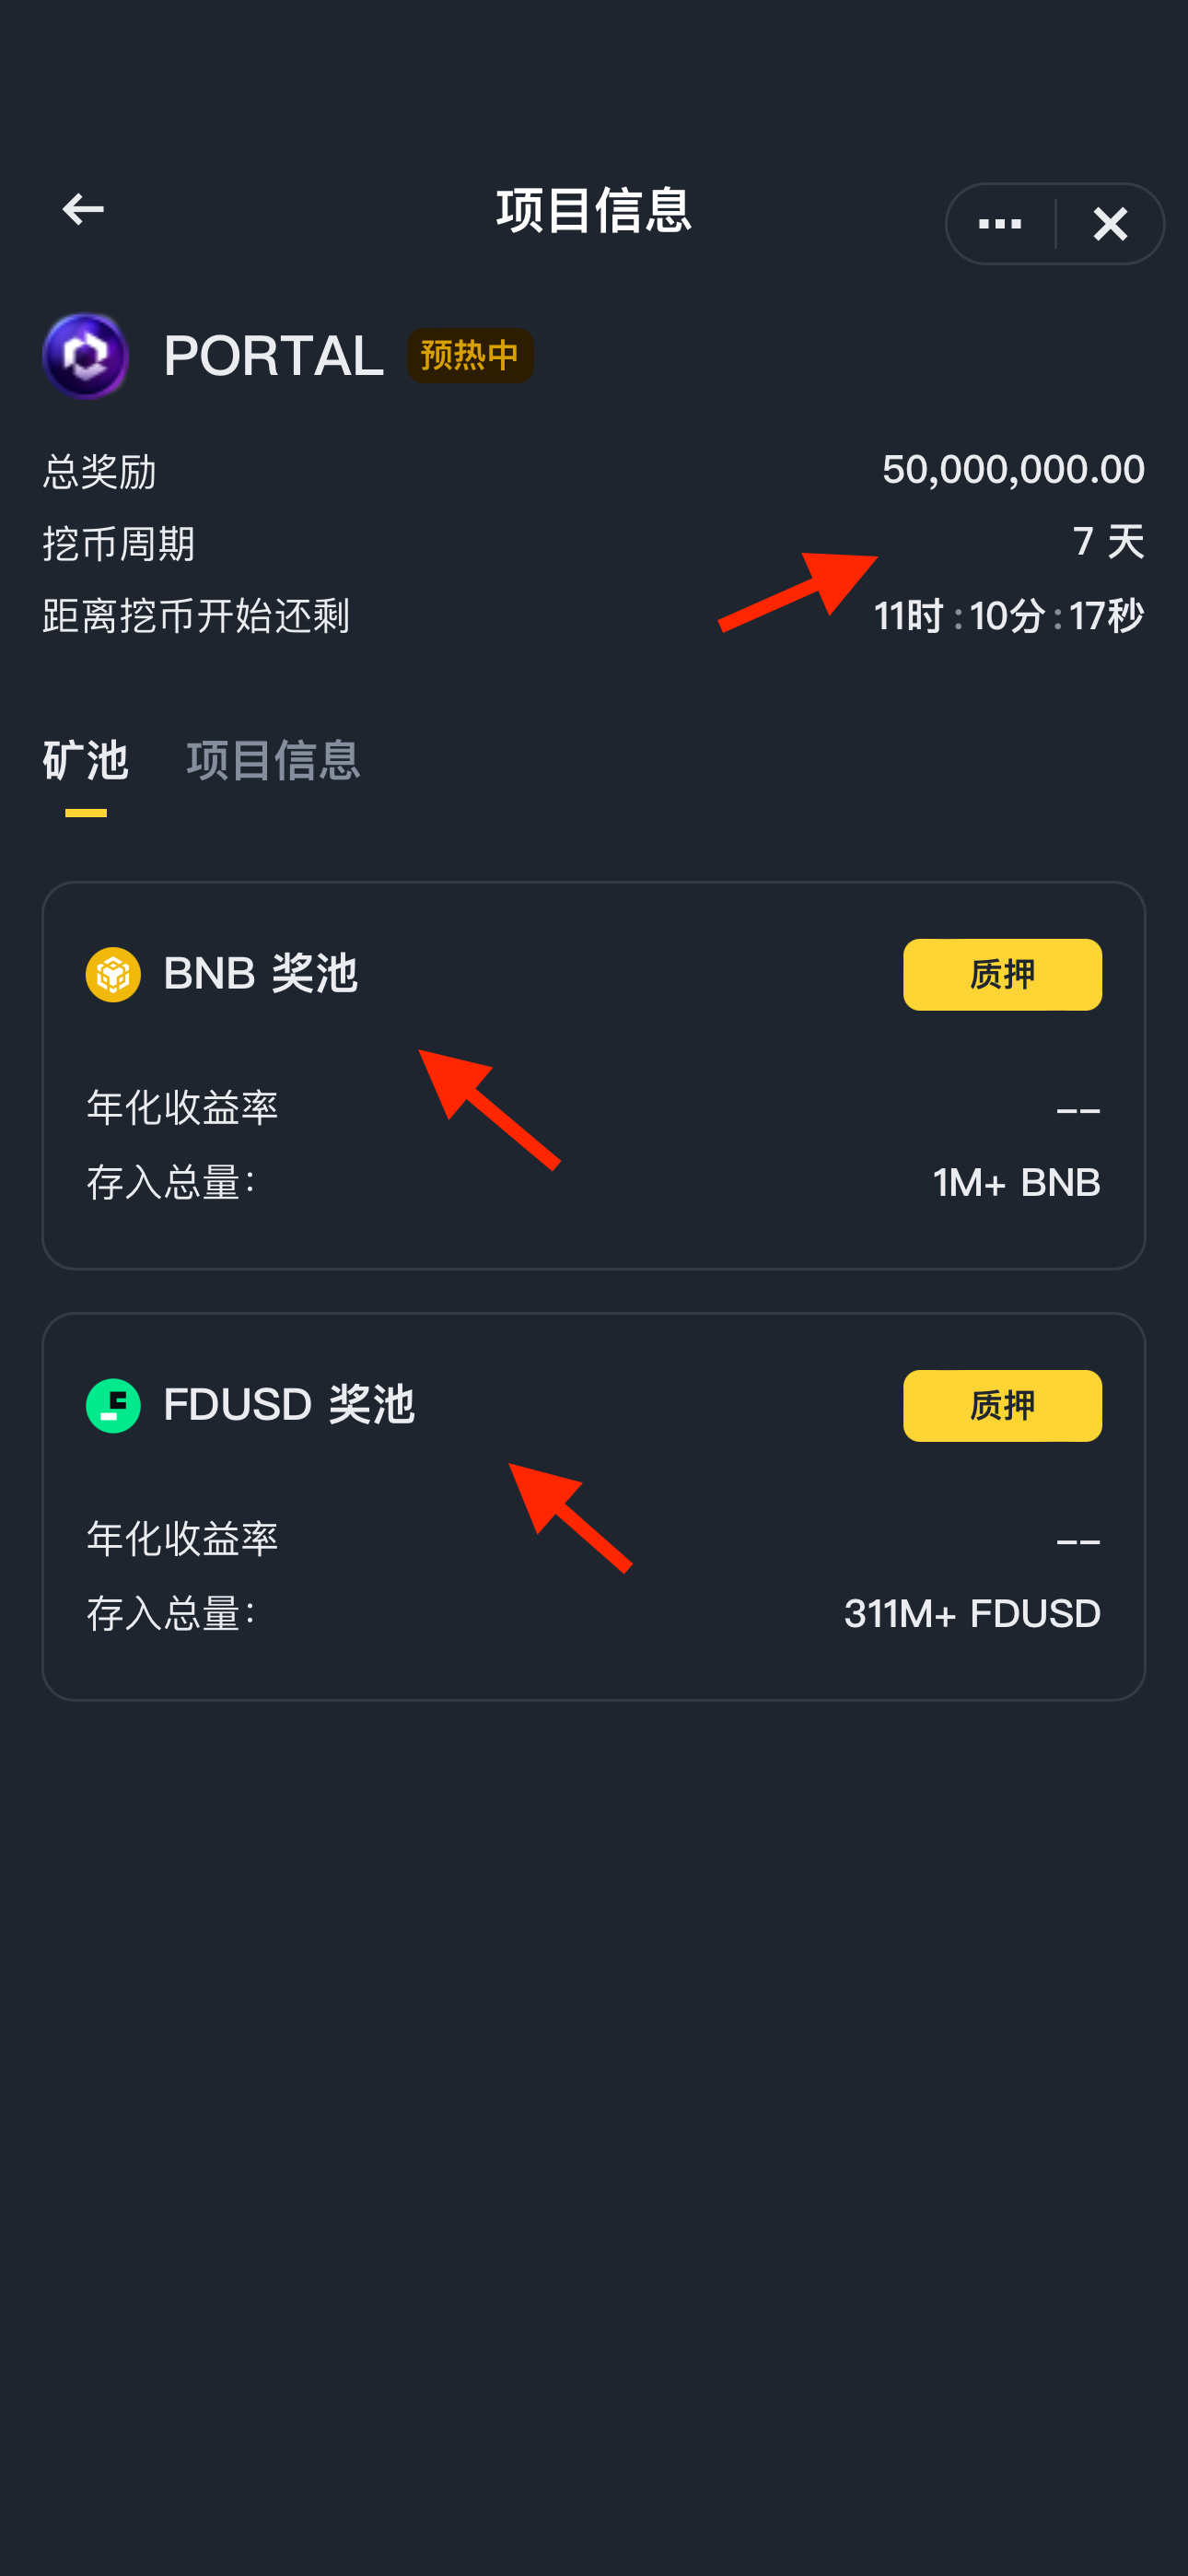 项目信息
PORTAL 预热中
总奖励 50,000,000.00
挖币周期 7 天
距离挖币开始还剩 11时 : 10分 : 17秒
矿池 项目信息
BNB 奖池 质押
年化收益率 --
存入总量: 1M+ BNB
FDUSD 奖池 质押
年化收益率 --
存入总量: 311M+ FDUSD